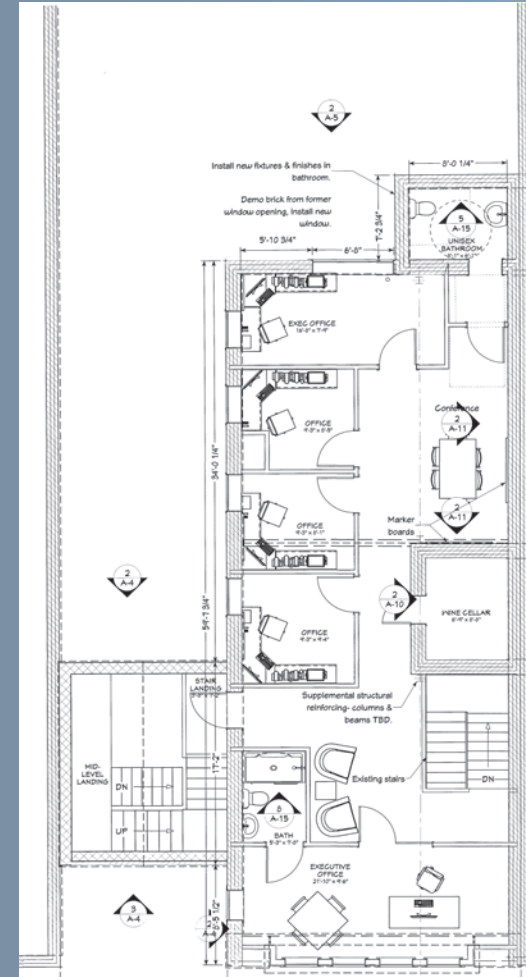 2
A-5
Install new fixtures & finishes in
bathroom.
Demo brick from former
window opening, install new
window.
8'-0 1/4"
7'-2 3/4"
5
A-15
UNISEX
BATHROOM
5'-10 3/4"
6'-8"
EXEC OFFICE
OFFICE
Conference
2
A-11
OFFICE
2
A-11
Marker
boards
34'-0 1/4"
59'-7 3/4"
2
A-4
2
A-10
WINE CELLAR
OFFICE
STAIR
LANDING
Supplemental structural
reinforcing- columns &
beams TBD.
MID-
LEVEL
LANDING
DN
UP
17'-2"
Existing stairs
DN
8
A-15
BATH
EXECUTIVE
OFFICE
A-4